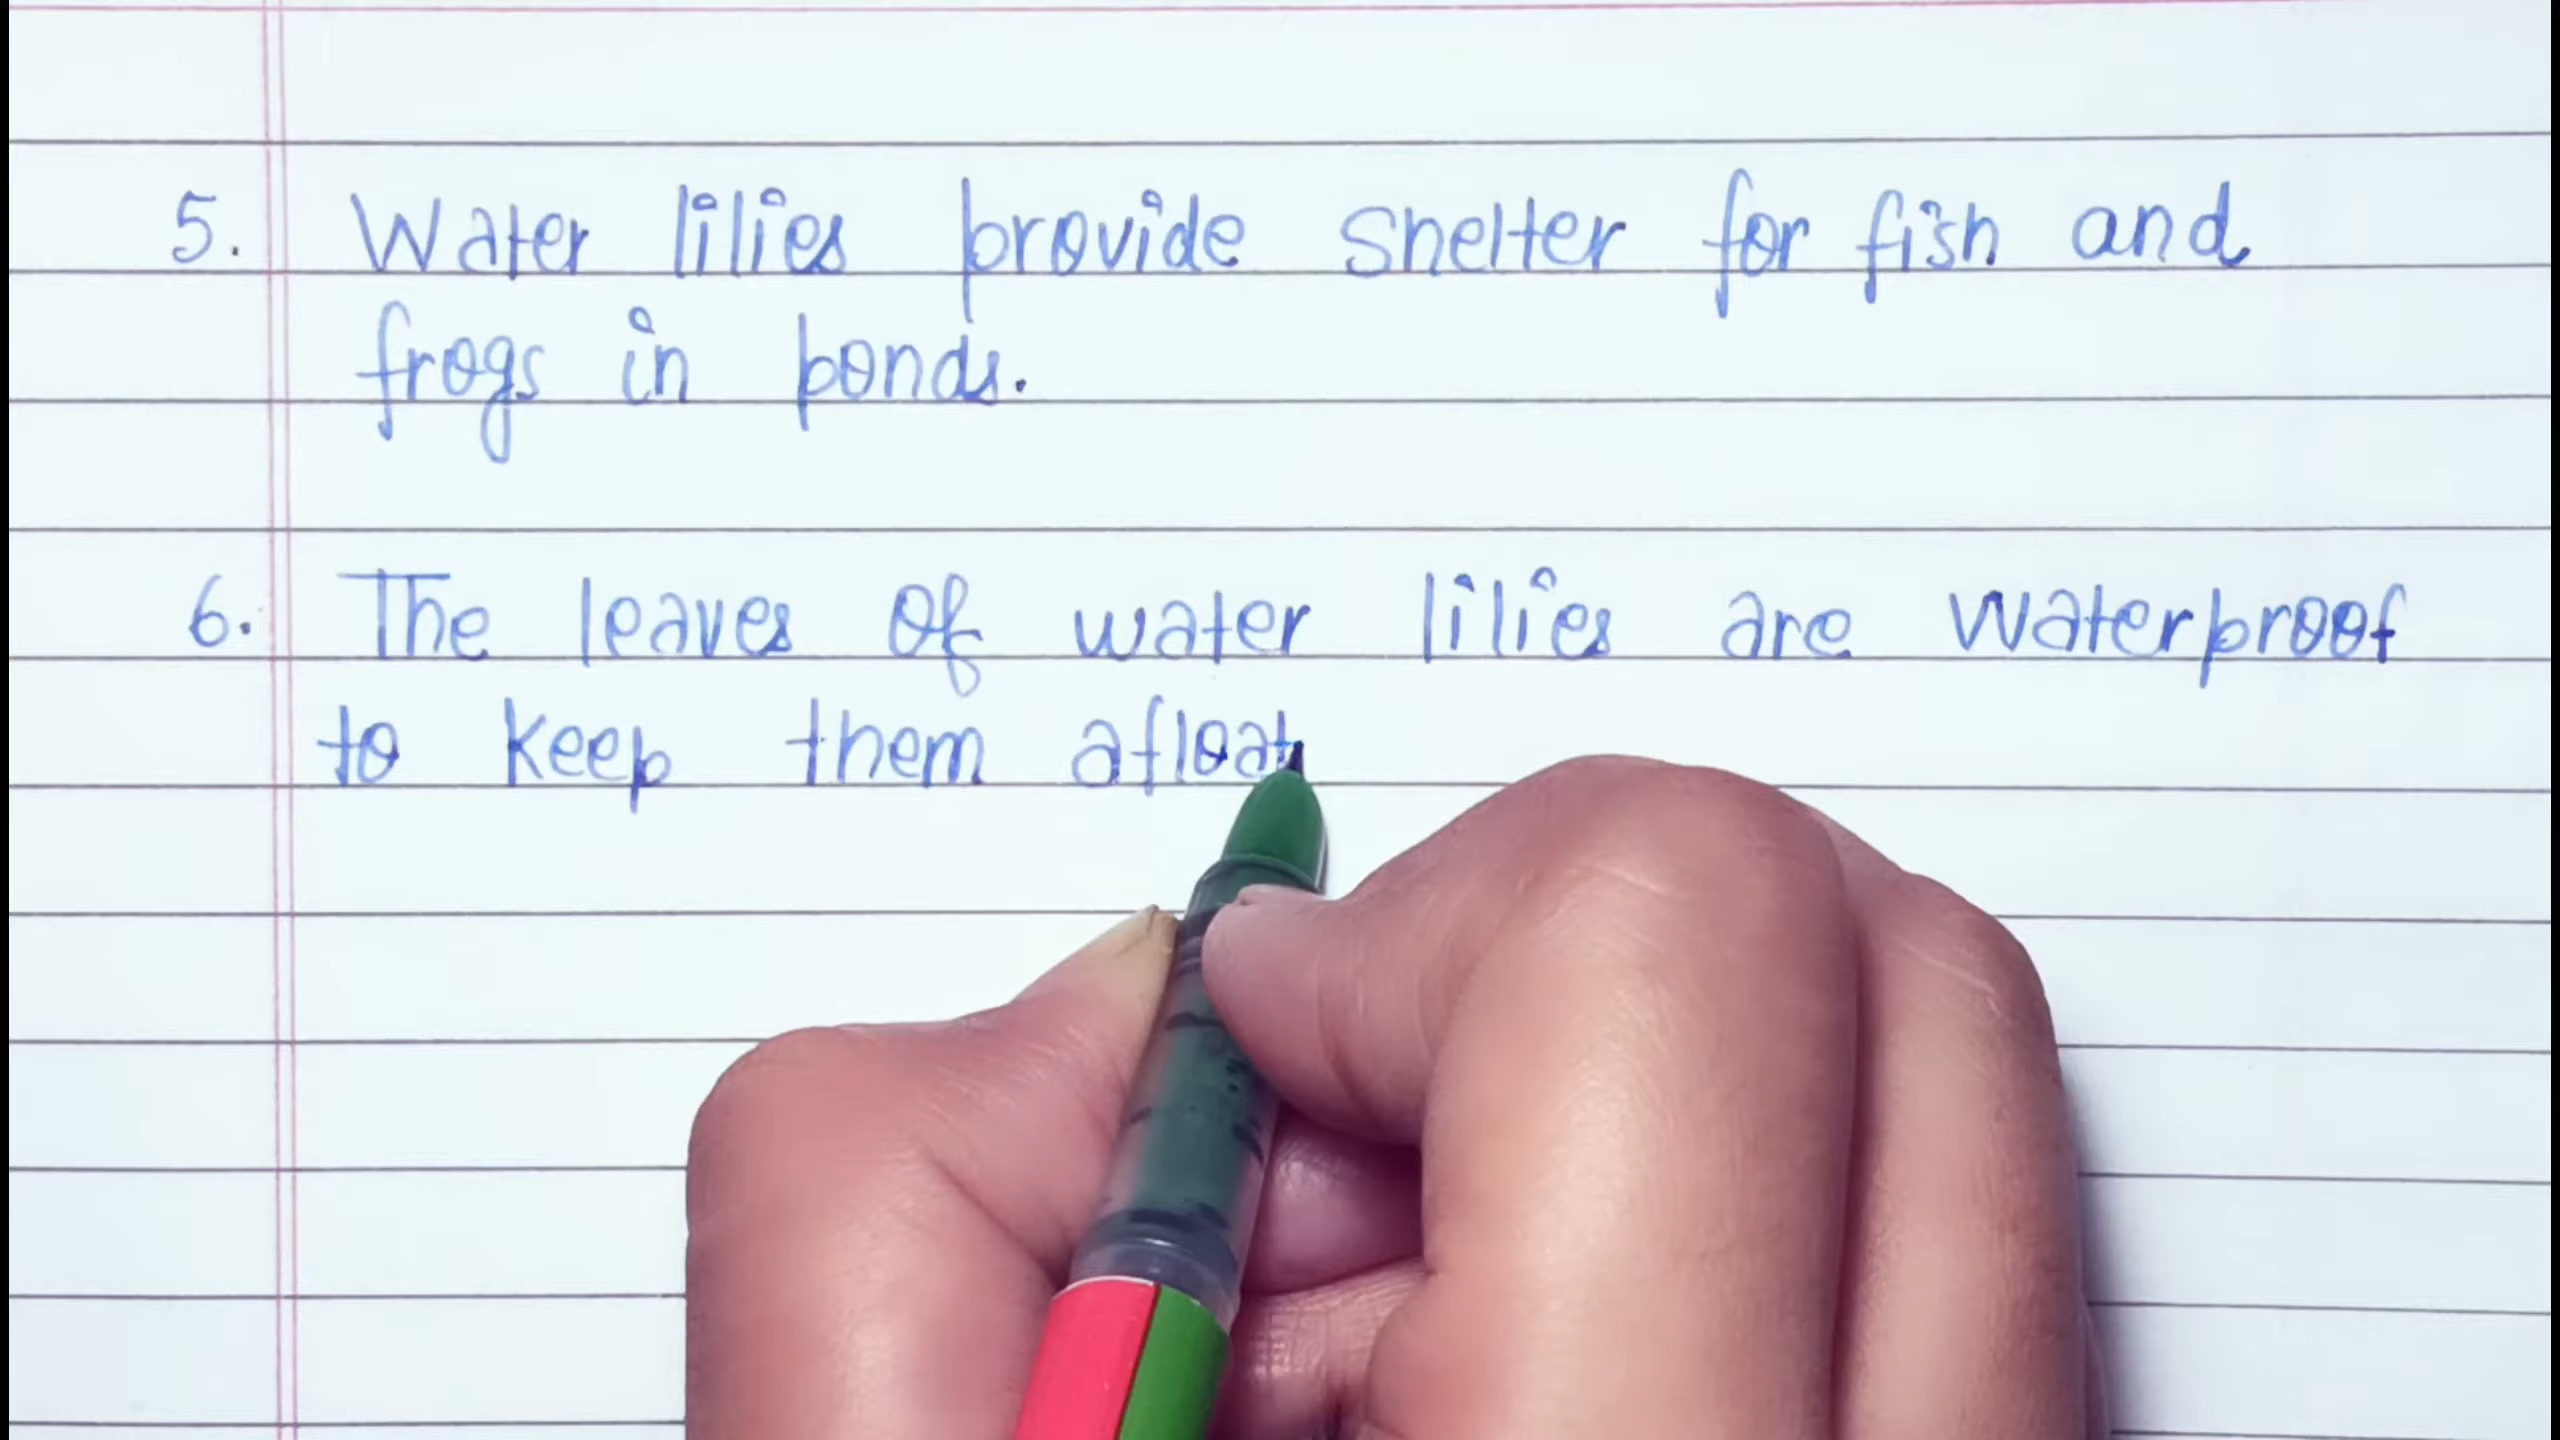 5. Water lilies provide shelter for fish and
frogs in ponds.
6. The leaves of water lilies are waterproof
to keep them afloat